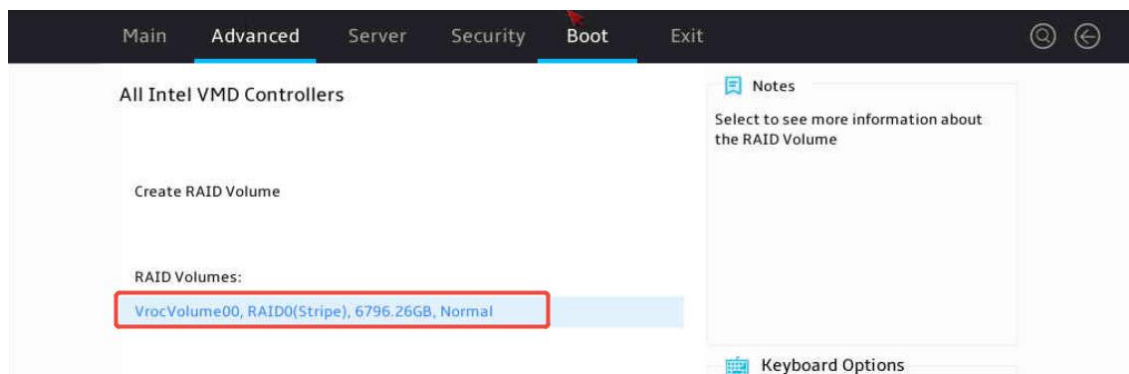 Main Advanced Server Security Boot Exit
All Intel VMD Controllers
Create RAID Volume
RAID Volumes:
VrocVolume00, RAID0(Stripe), 6796.26GB, Normal
Notes
Select to see more information about
the RAID Volume
Keyboard Options